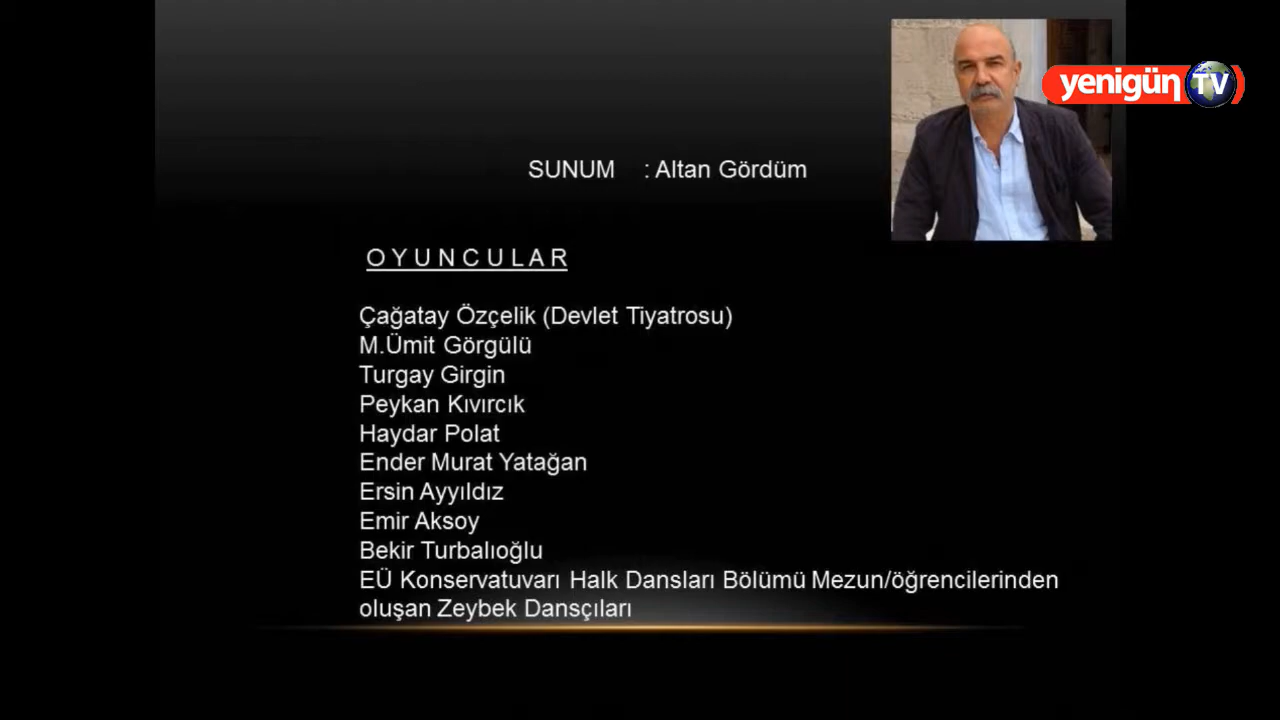 yenigün TV
SUNUM : Altan Gördüm
OYUNCULAR
Çağatay Özçelik (Devlet Tiyatrosu)
M.Ümit Görgülü
Turgay Girgin
Peykan Kıvırcık
Haydar Polat
Ender Murat Yatağan
Ersin Ayyıldız
Emir Aksoy
Bekir Turbalıoğlu
EÜ Konservatuvarı Halk Dansları Bölümü Mezun/öğrencilerinden
oluşan Zeybek Dansçıları